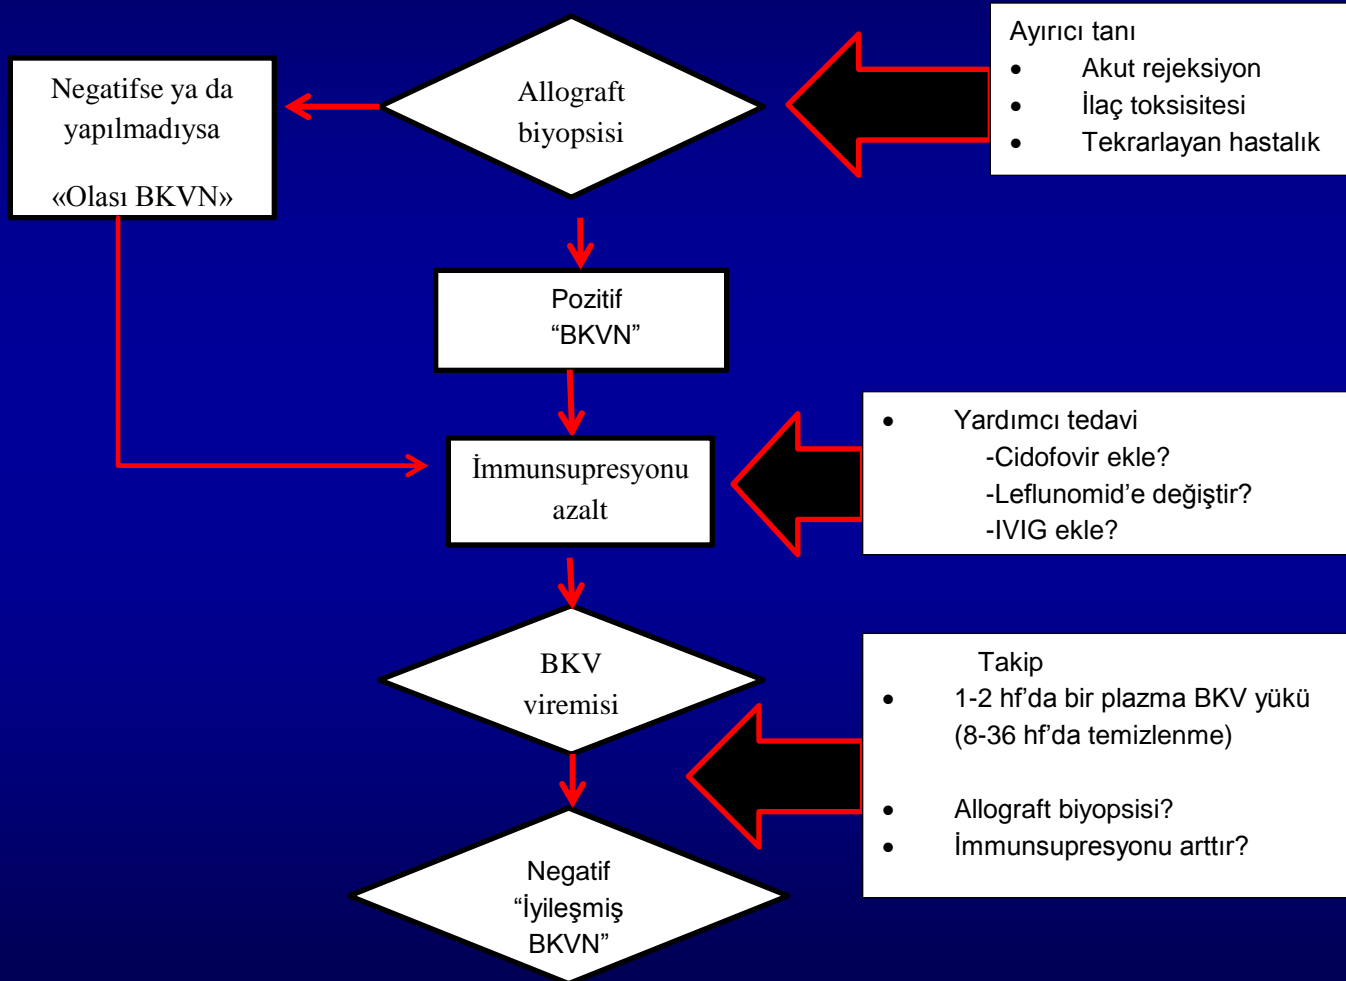 Allograft
biyopsisi
Ayırıcı tanı
• Akut rejeksiyon
• İlaç toksisitesi
• Tekrarlayan hastalık
Negatifse ya da
yapılmadıysa
«Olası BKVN»
Pozitif
“BKVN”
İmmunsupresyonu
azalt
• Yardımcı tedavi
-Cidofovir ekle?
-Leflunomid’e değiştir?
-IVIG ekle?
BKV
viremisi
Takip
• 1-2 hf’da bir plazma BKV yükü
(8-36 hf’da temizlenme)
• Allograft biyopsisi?
• İmmunsupresyonu arttır?
Negatif
“İyileşmiş
BKVN”